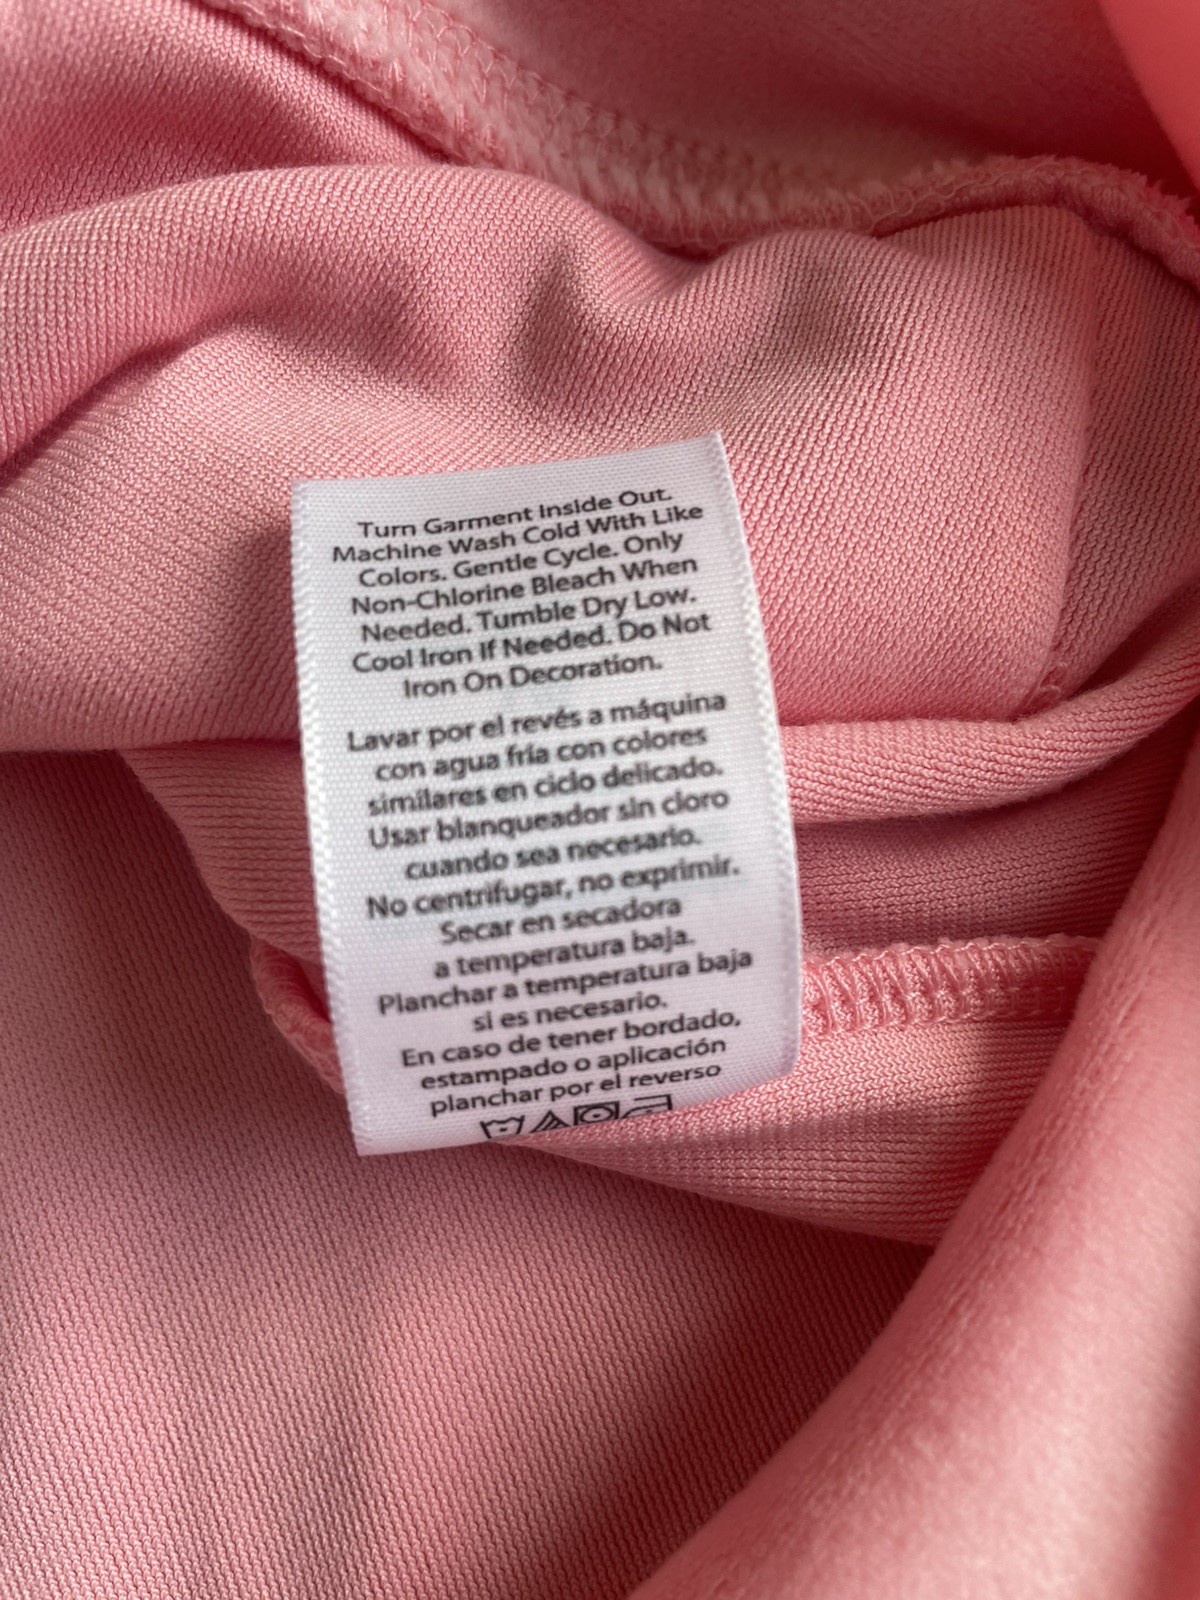 Turn Garment Inside Out.
Machine Wash Cold With Like
Colors. Gentle Cycle. Only
Non-Chlorine Bleach When
Needed. Tumble Dry Low.
Cool Iron If Needed. Do Not
Iron On Decoration.
Lavar por el revés a máquina
con agua fría con colores
similares en ciclo delicado.
Usar blanqueador sin cloro
cuando sea necesario.
No centrifugar, no exprimir.
Secar en secadora
a temperatura baja.
Planchar a temperatura baja
si es necesario.
En caso de tener bordado,
estampado o aplicación
planchar por el reverso